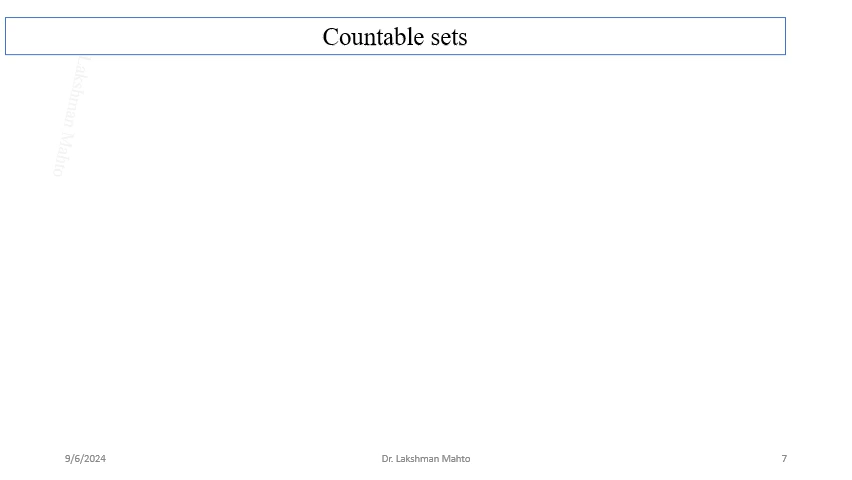 Countable sets
Lakshman Mahto
9/6/2024
Dr. Lakshman Mahto
7